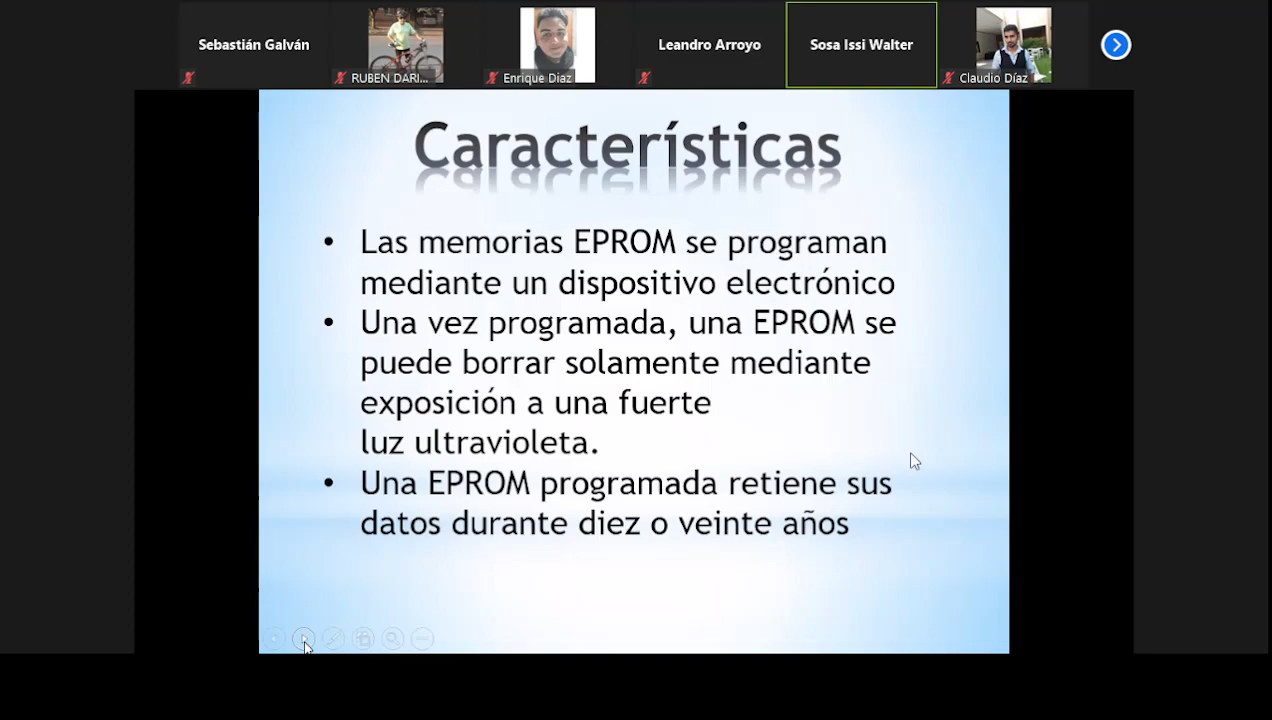 Sebastián Galván
RUBEN DARI...
Enrique Diaz
Leandro Arroyo
Sosa Issi Walter
Claudio Díaz
Características
• Las memorias EPROM se programan
mediante un dispositivo electrónico
• Una vez programada, una EPROM se
puede borrar solamente mediante
exposición a una fuerte
luz ultravioleta.
• Una EPROM programada retiene sus
datos durante diez o veinte años